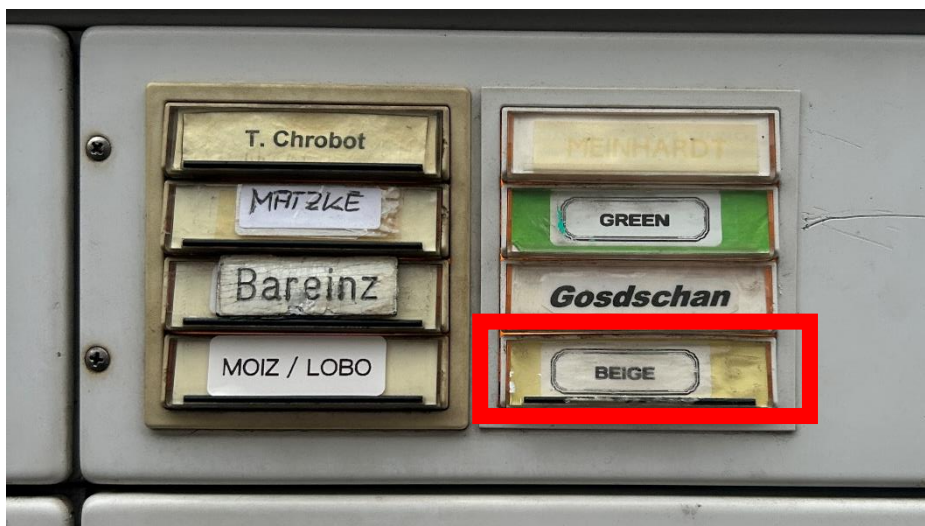 T. Chrobot
MATZKE
Bareinz
MOIZ / LOBO
MEINHARDT
GREEN
Gosdschan
BEIGE